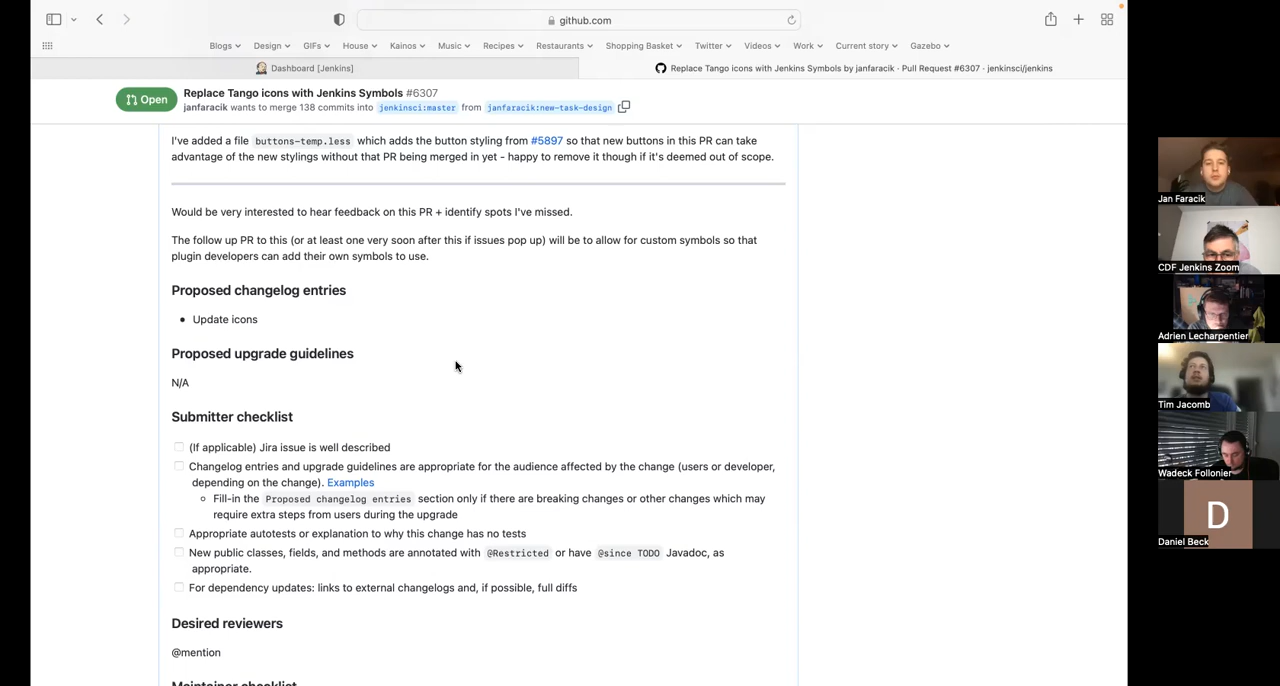 github.com
Blogs Design GIFs House Kainos Music Recipes Restaurants Shopping Basket Twitter Videos Work Current story Gazebo
Dashboard [Jenkins]
Replace Tango icons with Jenkins Symbols by janfaracik · Pull Request #6307 · jenkinsci/jenkins
Open
Replace Tango icons with Jenkins Symbols #6307
janfaracik wants to merge 138 commits into jenkinsci:master from janfaracik:new-task-design
I've added a file buttons-temp.less which adds the button styling from #5897 so that new buttons in this PR can take
advantage of the new stylings without that PR being merged in yet - happy to remove it though if it's deemed out of scope.
Would be very interested to hear feedback on this PR + identify spots I've missed.
The follow up PR to this (or at least one very soon after this if issues pop up) will be to allow for custom symbols so that
plugin developers can add their own symbols to use.
Proposed changelog entries
• Update icons
Proposed upgrade guidelines
N/A
Submitter checklist
(If applicable) Jira issue is well described
Changelog entries and upgrade guidelines are appropriate for the audience affected by the change (users or developer,
depending on the change). Examples
Fill-in the Proposed changelog entries section only if there are breaking changes or other changes which may
require extra steps from users during the upgrade
Appropriate autotests or explanation to why this change has no tests
New public classes, fields, and methods are annotated with @Restricted or have @since TODO Javadoc, as
appropriate.
For dependency updates: links to external changelogs and, if possible, full diffs
Desired reviewers
@mention
Maintainer checklist
Jan Faracik
CDF Jenkins Zoom
Adrien Lecharpentier
Tim Jacomb
Wadeck Follonier
D
Daniel Beck